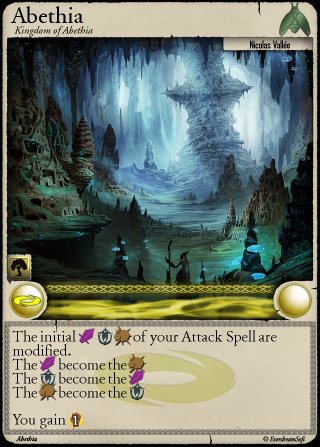 Abethia
Kingdom of Abethia
Nicolas Vallée
The initial of your Attack Spell are
modified.
The become the
The become the
The become the
You gain 1
Abethia
© EverdreamSoft